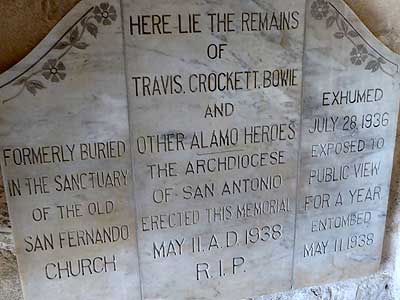 FORMERLY BURIED
IN THE SANCTUARY
OF THE OLD
SAN FERNANDO
CHURCH
HERE LIE THE REMAINS
OF
TRAVIS, CROCKETT, BOWIE
AND
OTHER ALAMO HEROES
THE ARCHDIOCESE
OF SAN ANTONIO
ERECTED THIS MEMORIAL
MAY 11. A.D. 1938
R.I.P.
EXHUMED
JULY 28, 1936
EXPOSED TO
PUBLIC VIEW
FOR A YEAR.
ENTOMBED
MAY 11, 1938